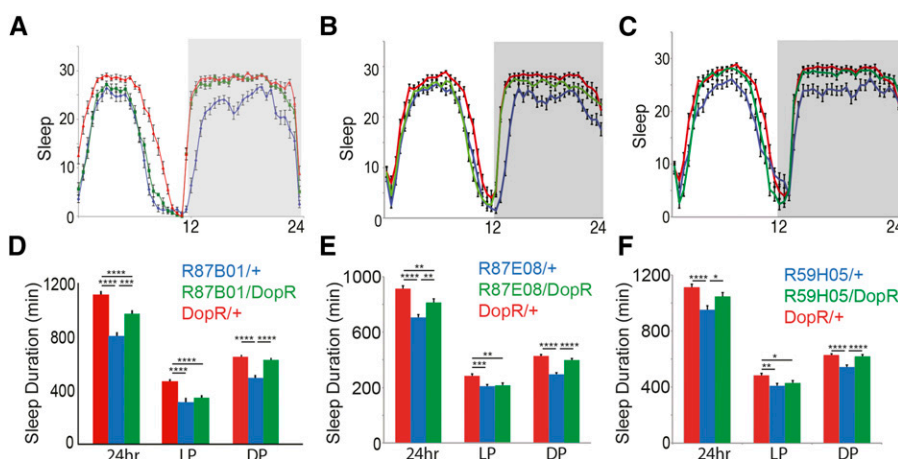 A
B
C
Sleep
30
20
10
0
12
24
Sleep
30
20
10
0
12
24
Sleep
30
20
10
0
12
24
D
E
F
Sleep Duration (min)
1200
800
400
0
R87B01/+
R87B01/DopR
DopR/+
****
**** ***
****
****
**** ****
24hr
LP
DP
Sleep Duration (min)
1000
600
200
0
R87E08/+
R87E08/DopR
DopR/+
**
**** **
**
***
**** ****
24hr
LP
DP
Sleep Duration (min)
1200
800
400
0
R59H05/+
R59H05/DopR
DopR/+
**** *
*
**
**** ****
24hr
LP
DP